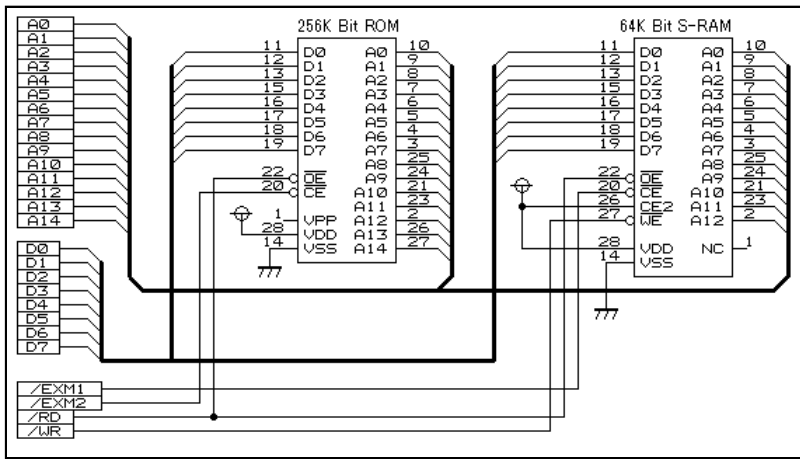 A0
A1
A2
A3
A4
A5
A6
A7
A8
A9
A10
A11
A12
A13
A14
D0
D1
D2
D3
D4
D5
D6
D7
/EXM1
/EXM2
/RD
/WR
256K Bit ROM
11 D0 A0 10
12 D1 A1 9
13 D2 A2 8
15 D3 A3 7
16 D4 A4 6
17 D5 A5 5
18 D6 A6 4
19 D7 A7 3
A8 25
22 OE A9 24
20 CE A10 21
A11 23
1 VPP A12 2
28 VDD A13 26
14 VSS A14 27
64K Bit S-RAM
11 D0 A0 10
12 D1 A1 9
13 D2 A2 8
15 D3 A3 7
16 D4 A4 6
17 D5 A5 5
18 D6 A6 4
19 D7 A7 3
A8 25
22 OE A9 24
20 CE A10 21
26 CE2 A11 23
27 WE A12 2
28 VDD NC 1
14 VSS